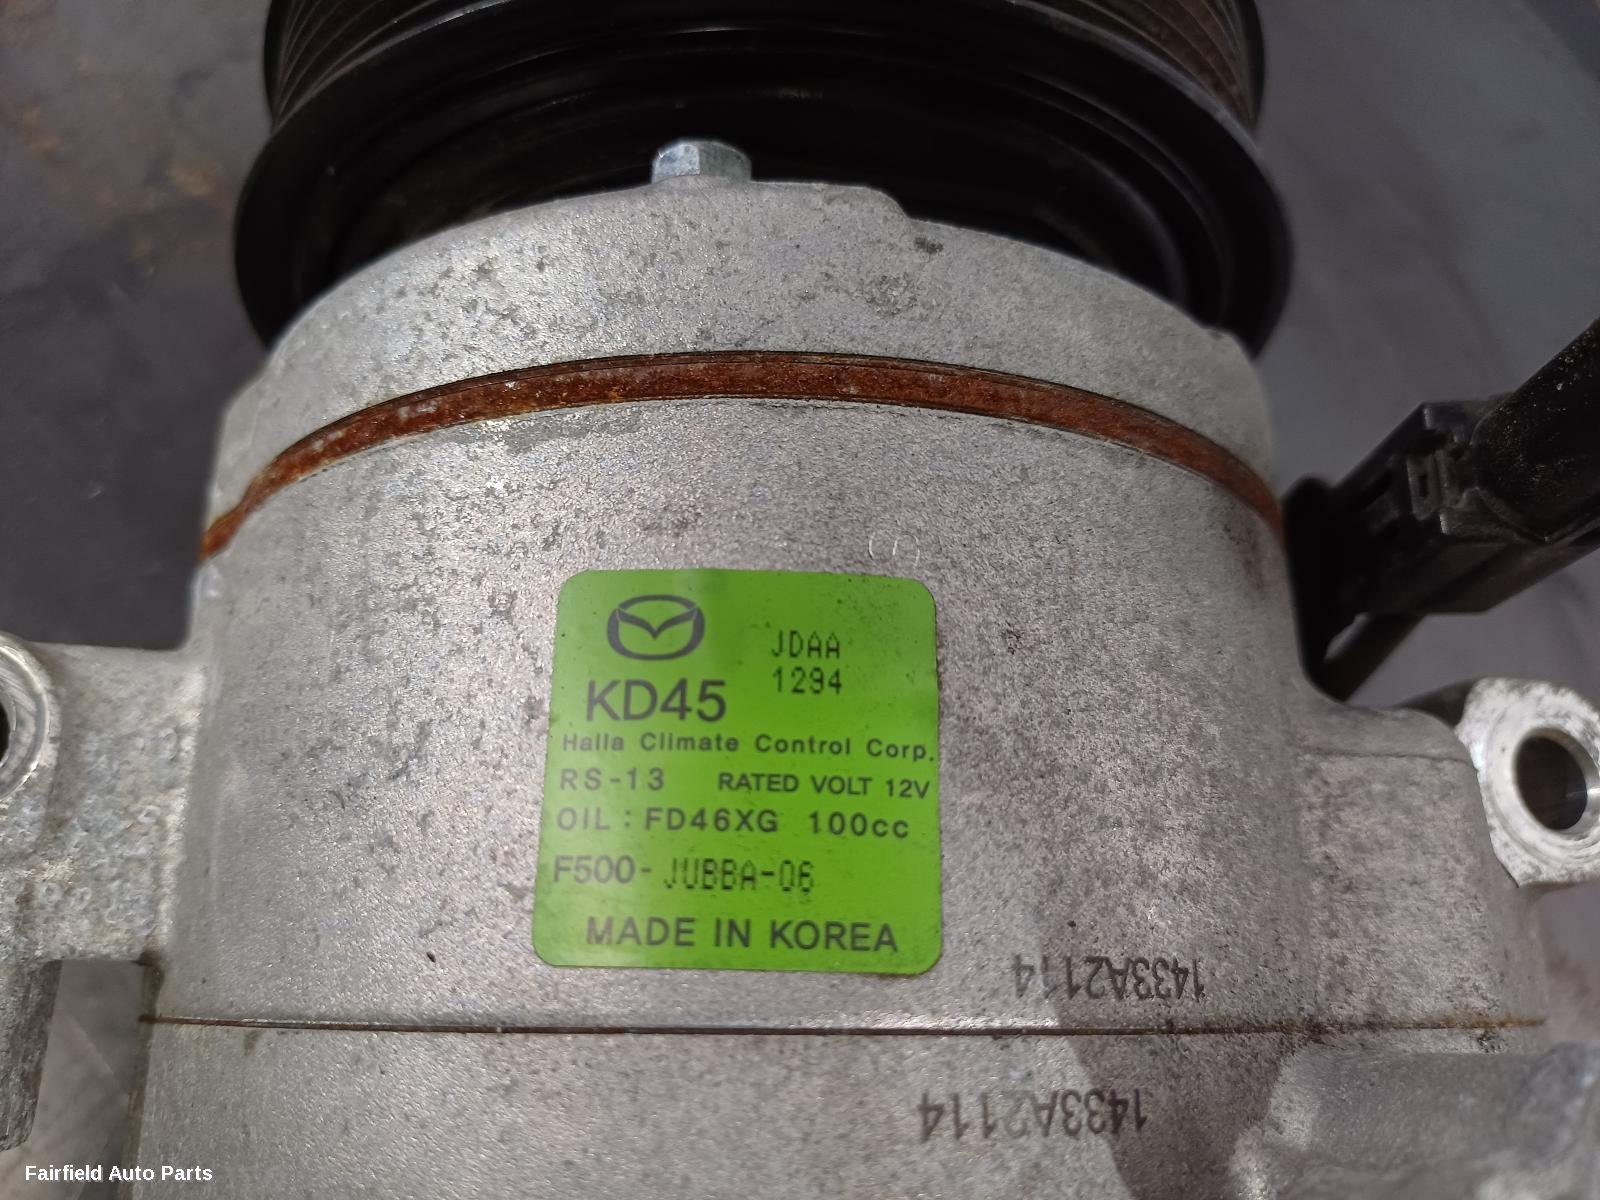 JDAA
1294
KD45
Halla Climate Control Corp.
RS-13 RATED VOLT 12V
OIL : FD46XG 100cc
F500-JUBBA-06
MADE IN KOREA
1433A2114
1433A2114
Fairfield Auto Parts